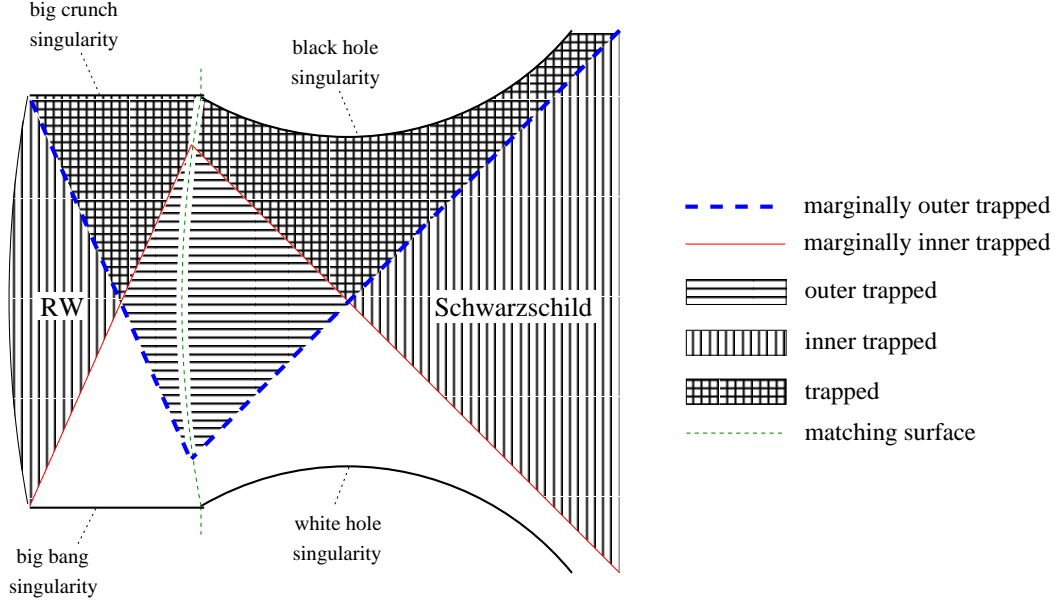 big crunch
singularity
black hole
singularity
RW
Schwarzschild
white hole
singularity
big bang
singularity
marginally outer trapped
marginally inner trapped
outer trapped
inner trapped
trapped
matching surface